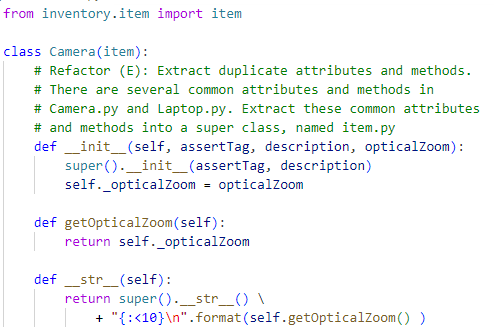 from inventory.item import item

class Camera(item):
    # Refactor (E): Extract duplicate attributes and methods.
    # There are several common attributes and methods in
    # Camera.py and Laptop.py. Extract these common attributes
    # and methods into a super class, named item.py
    def __init__(self, assertTag, description, opticalZoom):
        super().__init__(assertTag, description)
        self._opticalZoom = opticalZoom

    def getOpticalZoom(self):
        return self._opticalZoom

    def __str__(self):
        return super().__str__() \
            + "{:<10}\n".format(self.getOpticalZoom() )